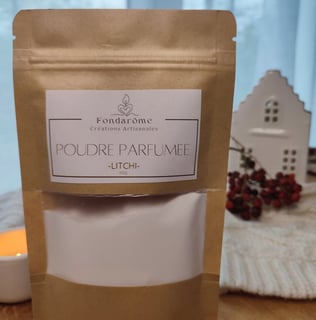 Fondarôme
Créations Artisanales
POUDRE PARFUMEE
-LITCHI-